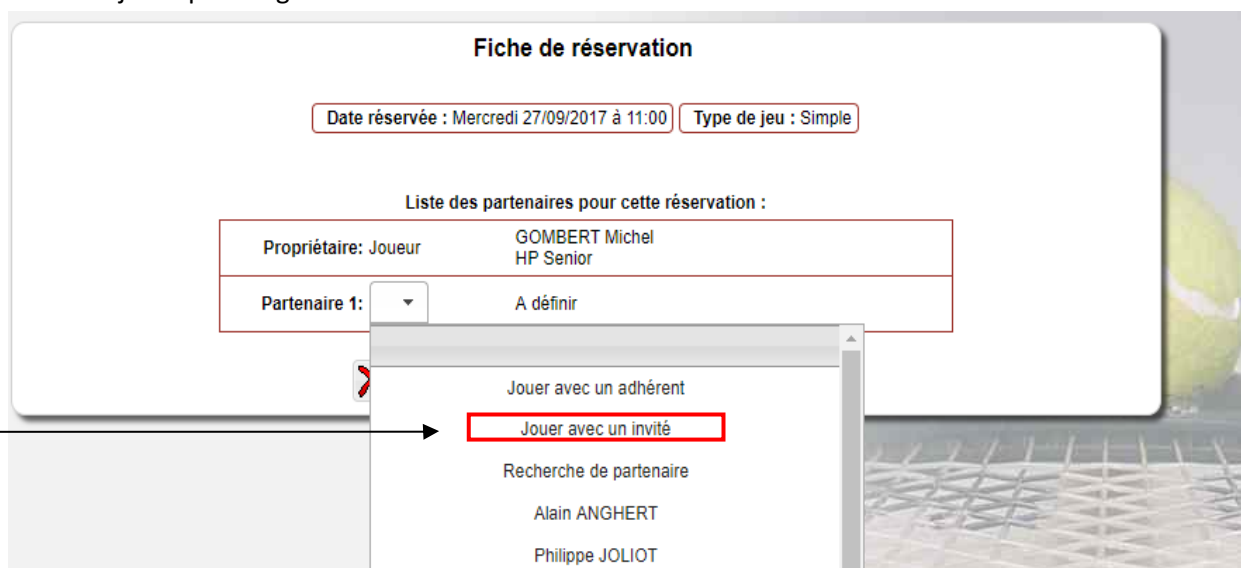 Fiche de réservation
Date réservée : Mercredi 27/09/2017 à 11:00 Type de jeu : Simple
Liste des partenaires pour cette réservation :
Propriétaire: Joueur GOMBERT Michel
HP Senior
Partenaire 1: A définir
Jouer avec un adhérent
Jouer avec un invité
Recherche de partenaire
Alain ANGHERT
Philippe JOLIOT